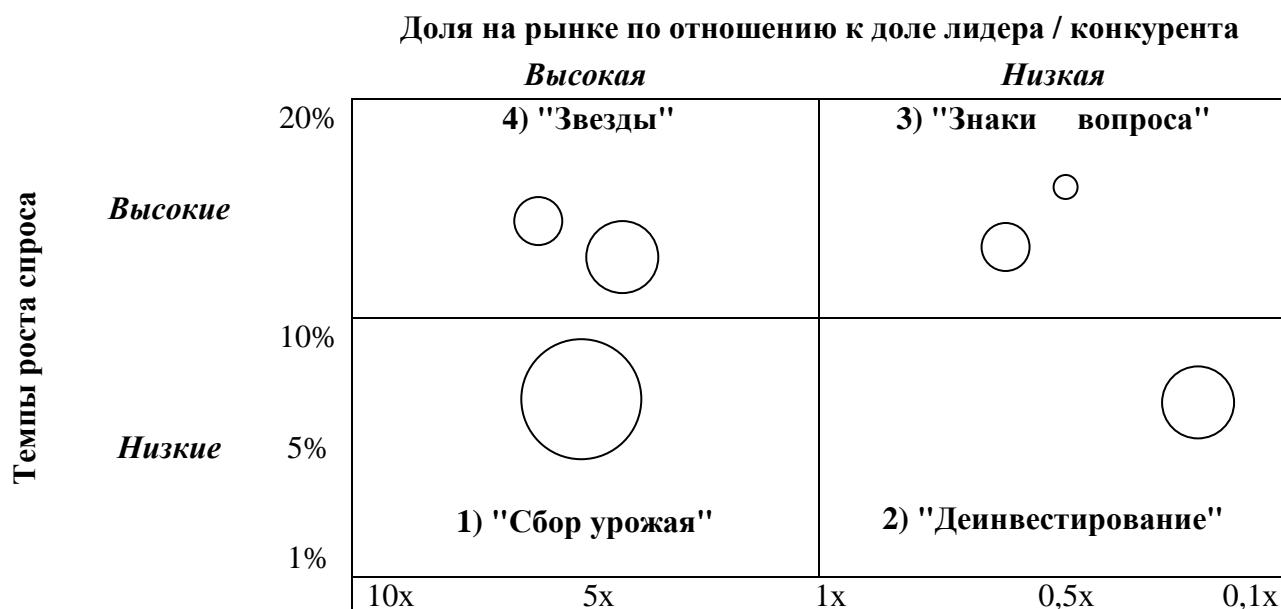 Доля на рынке по отношению к доле лидера / конкурента
Высокая Низкая
20% 4) "Звезды" 3) "Знаки вопроса"
Темпы роста спроса
Высокие
10%
Низкие 5%
1) "Сбор урожая" 2) "Деинвестирование"
1%
10x 5x 1x 0,5x 0,1x